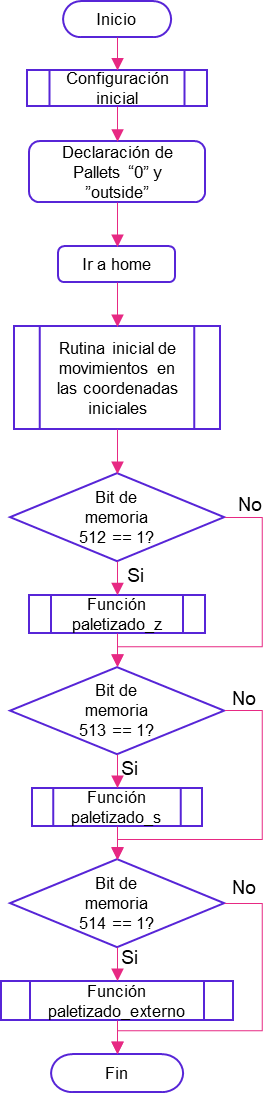 Inicio
Configuración
inicial
Declaración de
Pallets “0” y
”outside”
Ir a home
Rutina inicial de
movimientos en
las coordenadas
iniciales
Bit de
memoria
512 == 1?
No
Si
Función
paletizado_z
Bit de
memoria
513 == 1?
No
Si
Función
paletizado_s
Bit de
memoria
514 == 1?
No
Si
Función
paletizado_externo
Fin